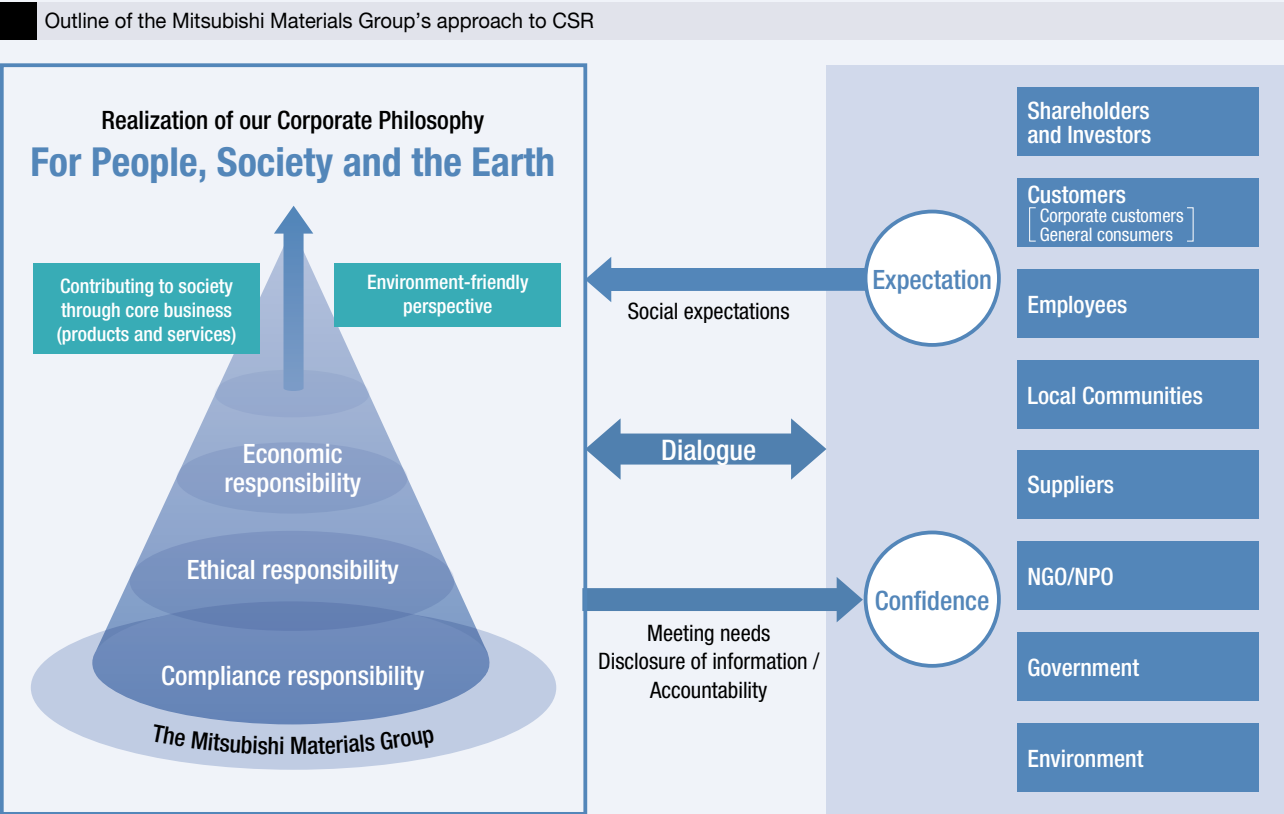 Outline of the Mitsubishi Materials Group's approach to CSR
Realization of our Corporate Philosophy
For People, Society and the Earth
Contributing to society
through core business
(products and services)
Environment-friendly
perspective
Economic
responsibility
Ethical responsibility
Compliance responsibility
The Mitsubishi Materials Group
Social expectations
Dialogue
Meeting needs
Disclosure of information /
Accountability
Expectation
Confidence
Shareholders
and Investors
Customers
Corporate customers
General consumers
Employees
Local Communities
Suppliers
NGO/NPO
Government
Environment